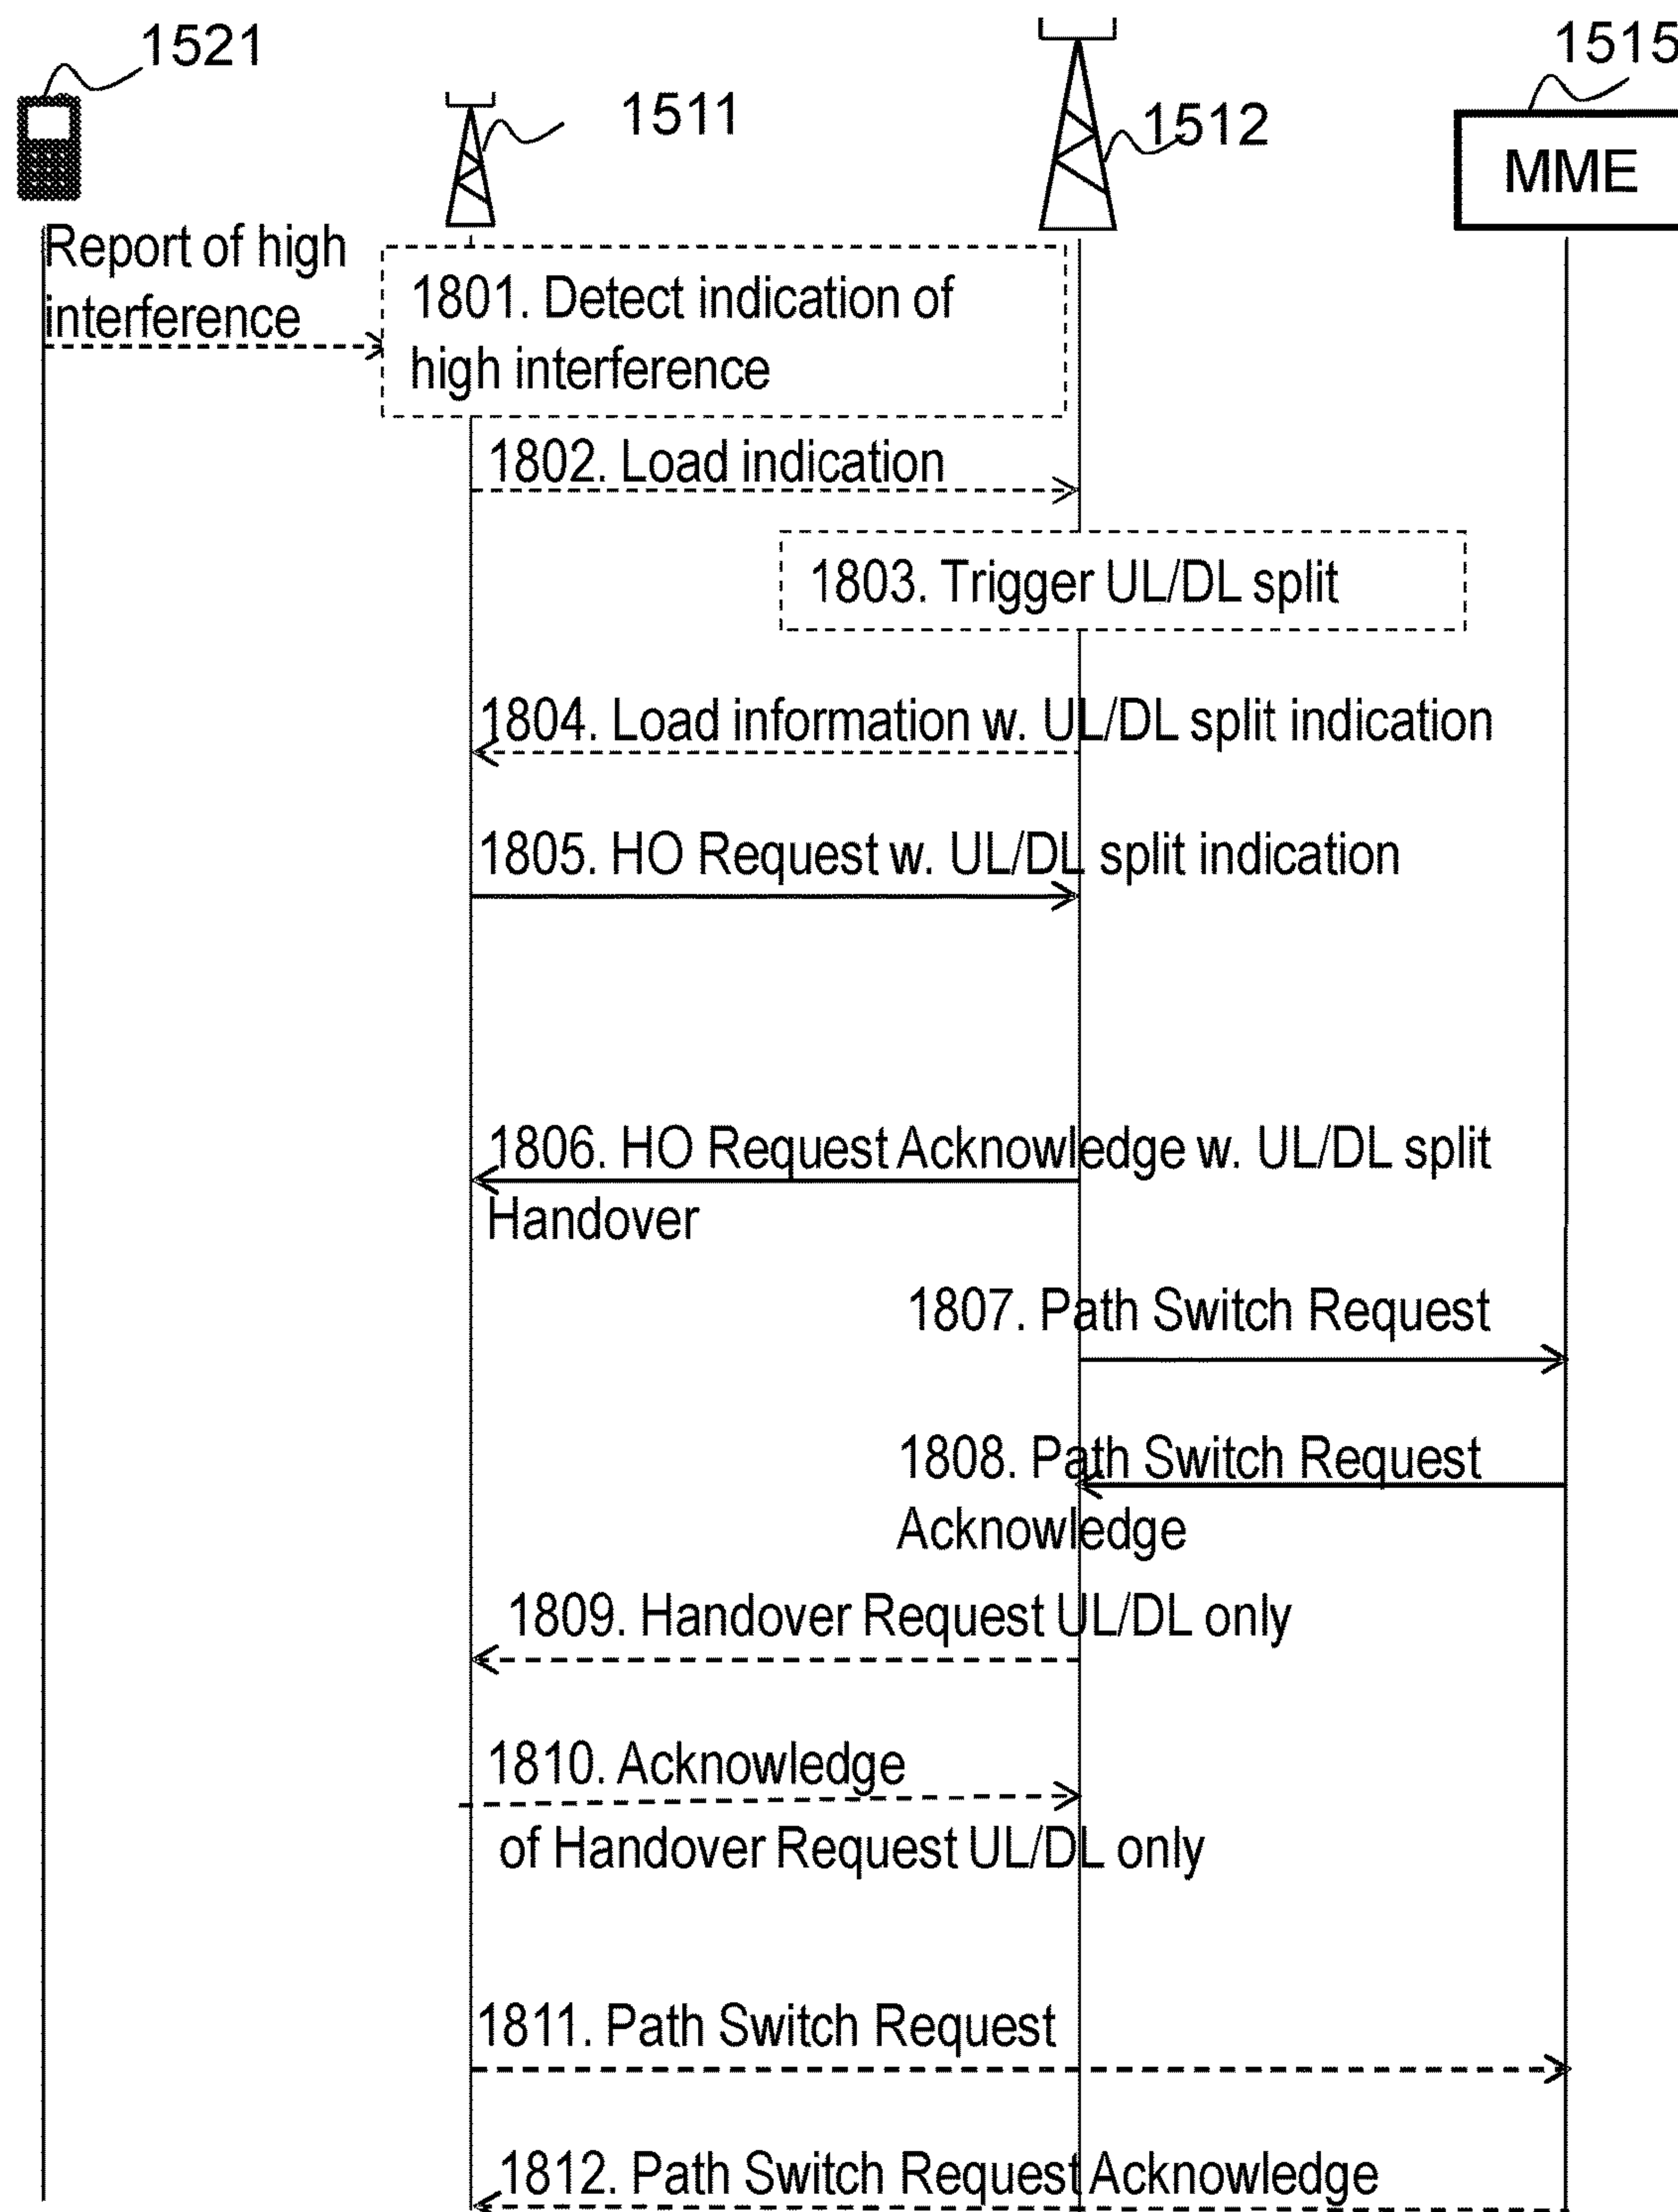 1521
1511
1512
1515
MME
Report of high
interference
1801. Detect indication of
high interference
1802. Load indication
1803. Trigger UL/DL split
1804. Load information w. UL/DL split indication
1805. HO Request w. UL/DL split indication
1806. HO Request Acknowledge w. UL/DL split
Handover
1807. Path Switch Request
1808. Path Switch Request
Acknowledge
1809. Handover Request UL/DL only
1810. Acknowledge
of Handover Request UL/DL only
1811. Path Switch Request
1812. Path Switch Request Acknowledge